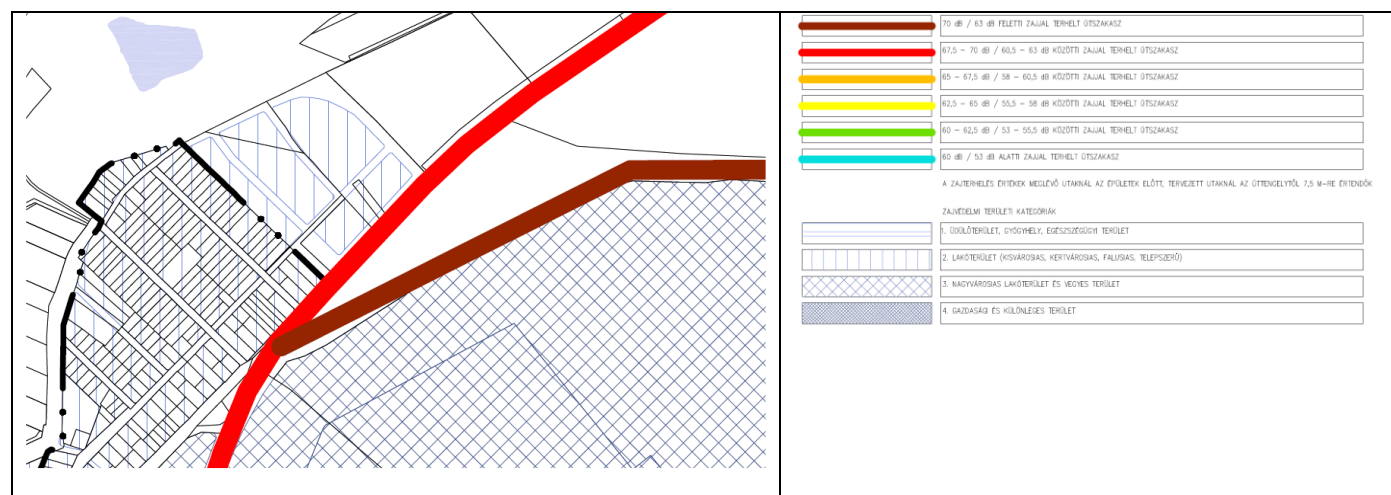 70 dB / 63 dB FELETTI ZAJJAL TERHELT ÚTSZAKASZ
67,5 – 70 dB / 60,5 – 63 dB KÖZÖTTI ZAJJAL TERHELT ÚTSZAKASZ
65 – 67,5 dB / 58 – 60,5 dB KÖZÖTTI ZAJJAL TERHELT ÚTSZAKASZ
62,5 – 65 dB / 55,5 – 58 dB KÖZÖTTI ZAJJAL TERHELT ÚTSZAKASZ
60 – 62,5 dB / 53 – 55,5 dB KÖZÖTTI ZAJJAL TERHELT ÚTSZAKASZ
60 dB / 53 dB ALATTI ZAJJAL TERHELT ÚTSZAKASZ
A ZAJTERHELÉS ÉRTÉKEK MEGLÉVŐ UTAKNÁL AZ ÉPÜLETEK ELŐTT, TERVEZETT UTAKNÁL AZ ÚTTENGELYTŐL 7,5 M–RE ÉRTENDŐK
ZAJVÉDELMI TERÜLETI KATEGÓRIÁK
1. ÜDÜLŐTERÜLET, GYÓGYHELY, EGÉSZSZÉGÜGYI TERÜLET
2. LAKÓTERÜLET (KISVÁROSIAS, KERTVÁROSIAS, FALUSIAS, TELEPSZERŰ)
3. NAGYVÁROSIAS LAKÓTERÜLET ÉS VEGYES TERÜLET
4. GAZDASÁGI ÉS KÜLÖNLEGES TERÜLET